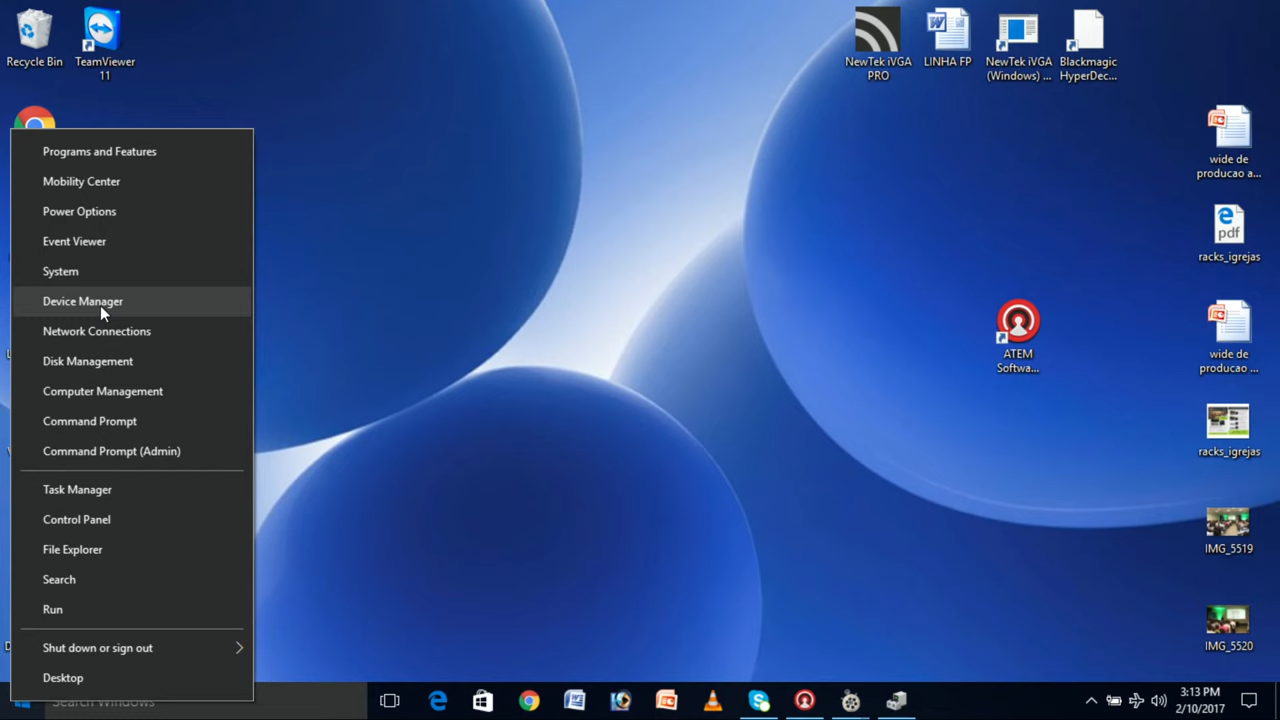 Recycle Bin
TeamViewer
11
NewTek iVGA
PRO
LINHA FP
NewTek iVGA
(Windows) ...
Blackmagic
HyperDec...
Programs and Features
Mobility Center
Power Options
Event Viewer
System
Device Manager
Network Connections
Disk Management
Computer Management
Command Prompt
Command Prompt (Admin)
Task Manager
Control Panel
File Explorer
Search
Run
Shut down or sign out
Desktop
wide de
producao a...
pdf
racks_igrejas
ATEM
Softwa...
wide de
producao ...
racks_igrejas
IMG_5519
IMG_5520
Search Windows
3:13 PM
2/10/2017